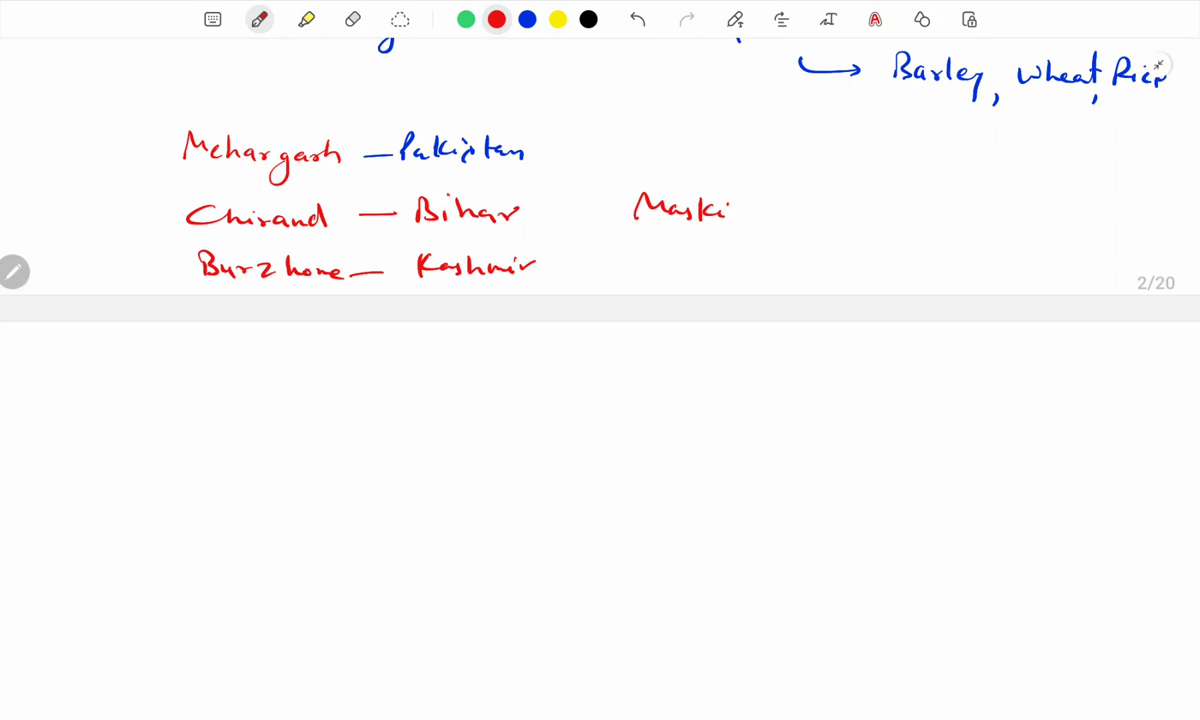 Barley, Wheat, Rice
Mehargarh — Pakistan
Chirand — Bihar Maski
Burzhome — Kashmir
2/20